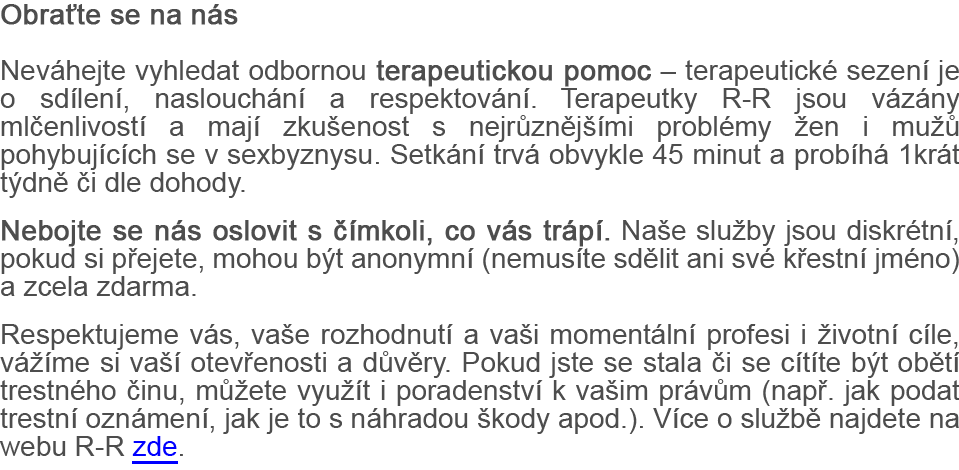 Obraťte se na nás
Neváhejte vyhledat odbornou terapeutickou pomoc – terapeutické sezení je
o sdílení, naslouchání a respektování. Terapeutky R-R jsou vázány
mlčenlivostí a mají zkušenost s nejrůznějšími problémy žen i mužů
pohybujících se v sexbyznysu. Setkání trvá obvykle 45 minut a probíhá 1krát
týdně či dle dohody.
Nebojte se nás oslovit s čímkoli, co vás trápí. Naše služby jsou diskrétní,
pokud si přejete, mohou být anonymní (nemusíte sdělit ani své křestní jméno)
a zcela zdarma.
Respektujeme vás, vaše rozhodnutí a vaši momentální profesi i životní cíle,
vážíme si vaší otevřenosti a důvěry. Pokud jste se stala či se cítíte být obětí
trestného činu, můžete využít i poradenství k vašim právům (např. jak podat
trestní oznámení, jak je to s náhradou škody apod.). Více o službě najdete na
webu R-R zde.